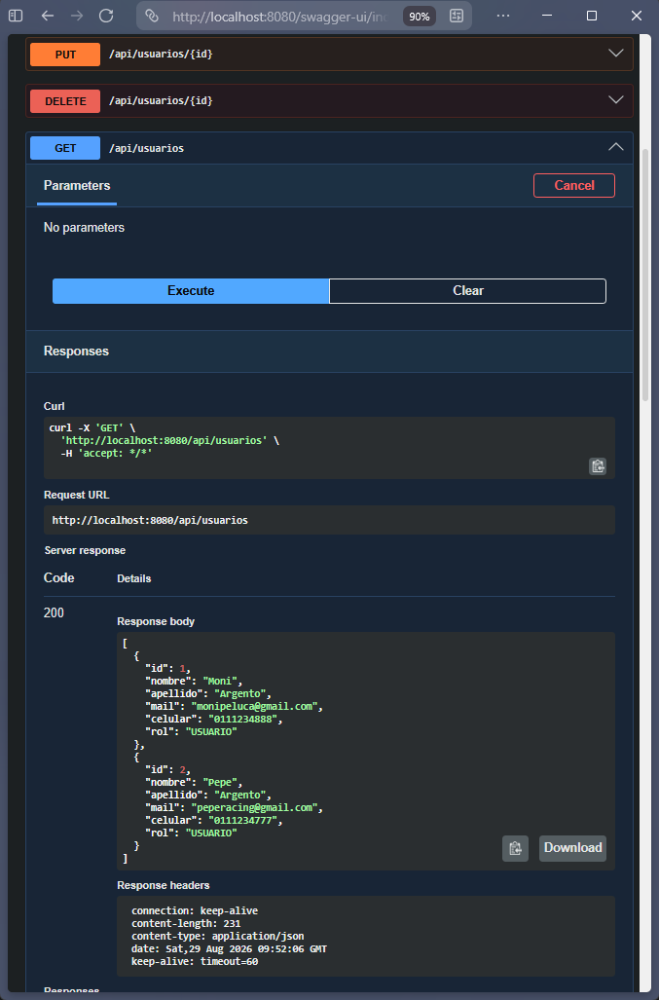 http://localhost:8080/swagger-ui/in
90%
PUT /api/usuarios/{id}
DELETE /api/usuarios/{id}
GET /api/usuarios
Parameters
Cancel
No parameters
Execute
Clear
Responses
Curl
curl -X 'GET' \
  'http://localhost:8080/api/usuarios' \
  -H 'accept: */*'
Request URL
http://localhost:8080/api/usuarios
Server response
Code Details
200
Response body
[
  {
    "id": 1,
    "nombre": "Moni",
    "apellido": "Argento",
    "mail": "monipeluca@gmail.com",
    "celular": "0111234888",
    "rol": "USUARIO"
  },
  {
    "id": 2,
    "nombre": "Pepe",
    "apellido": "Argento",
    "mail": "peperacing@gmail.com",
    "celular": "0111234777",
    "rol": "USUARIO"
  }
]
Download
Response headers
connection: keep-alive
content-length: 231
content-type: application/json
date: Sat,29 Aug 2026 09:52:06 GMT
keep-alive: timeout=60
Responses